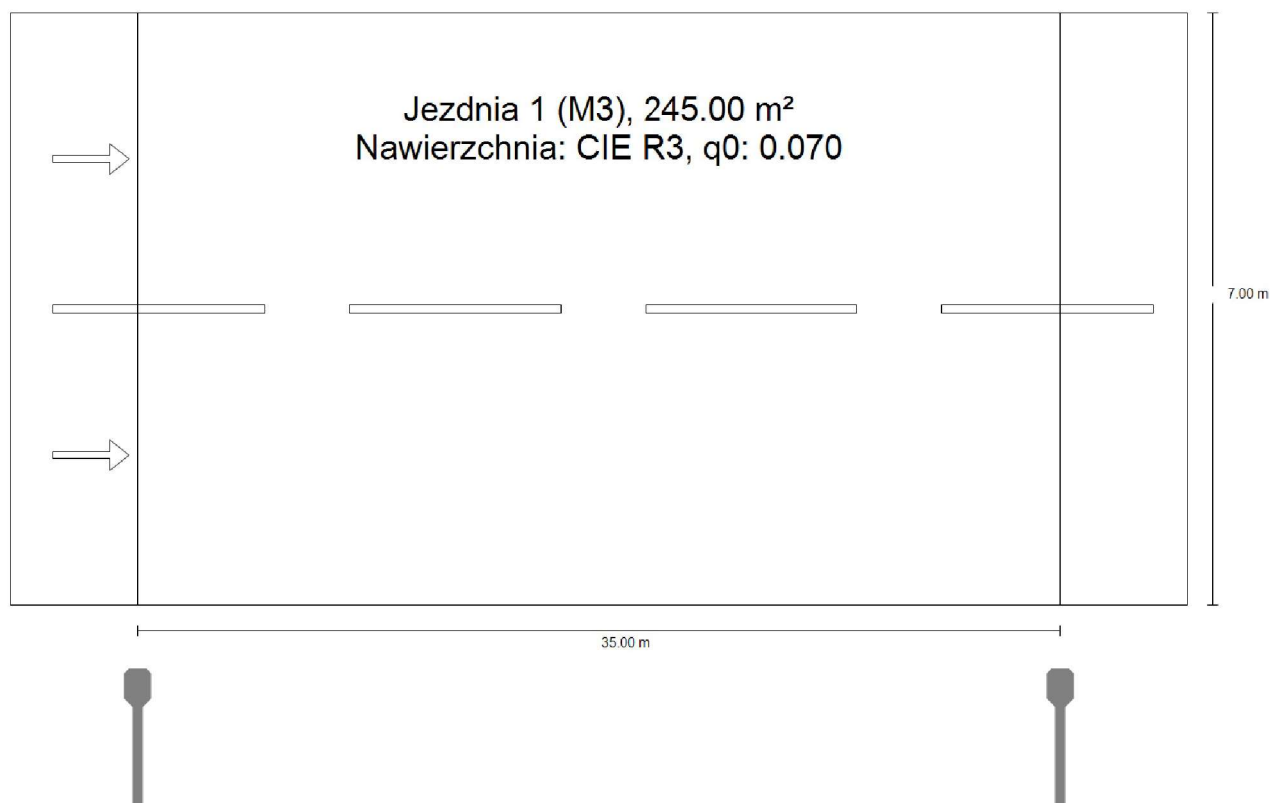 Jezdnia 1 (M3), 245.00 m²
Nawierzchnia: CIE R3, q0: 0.070
7.00 m
35.00 m